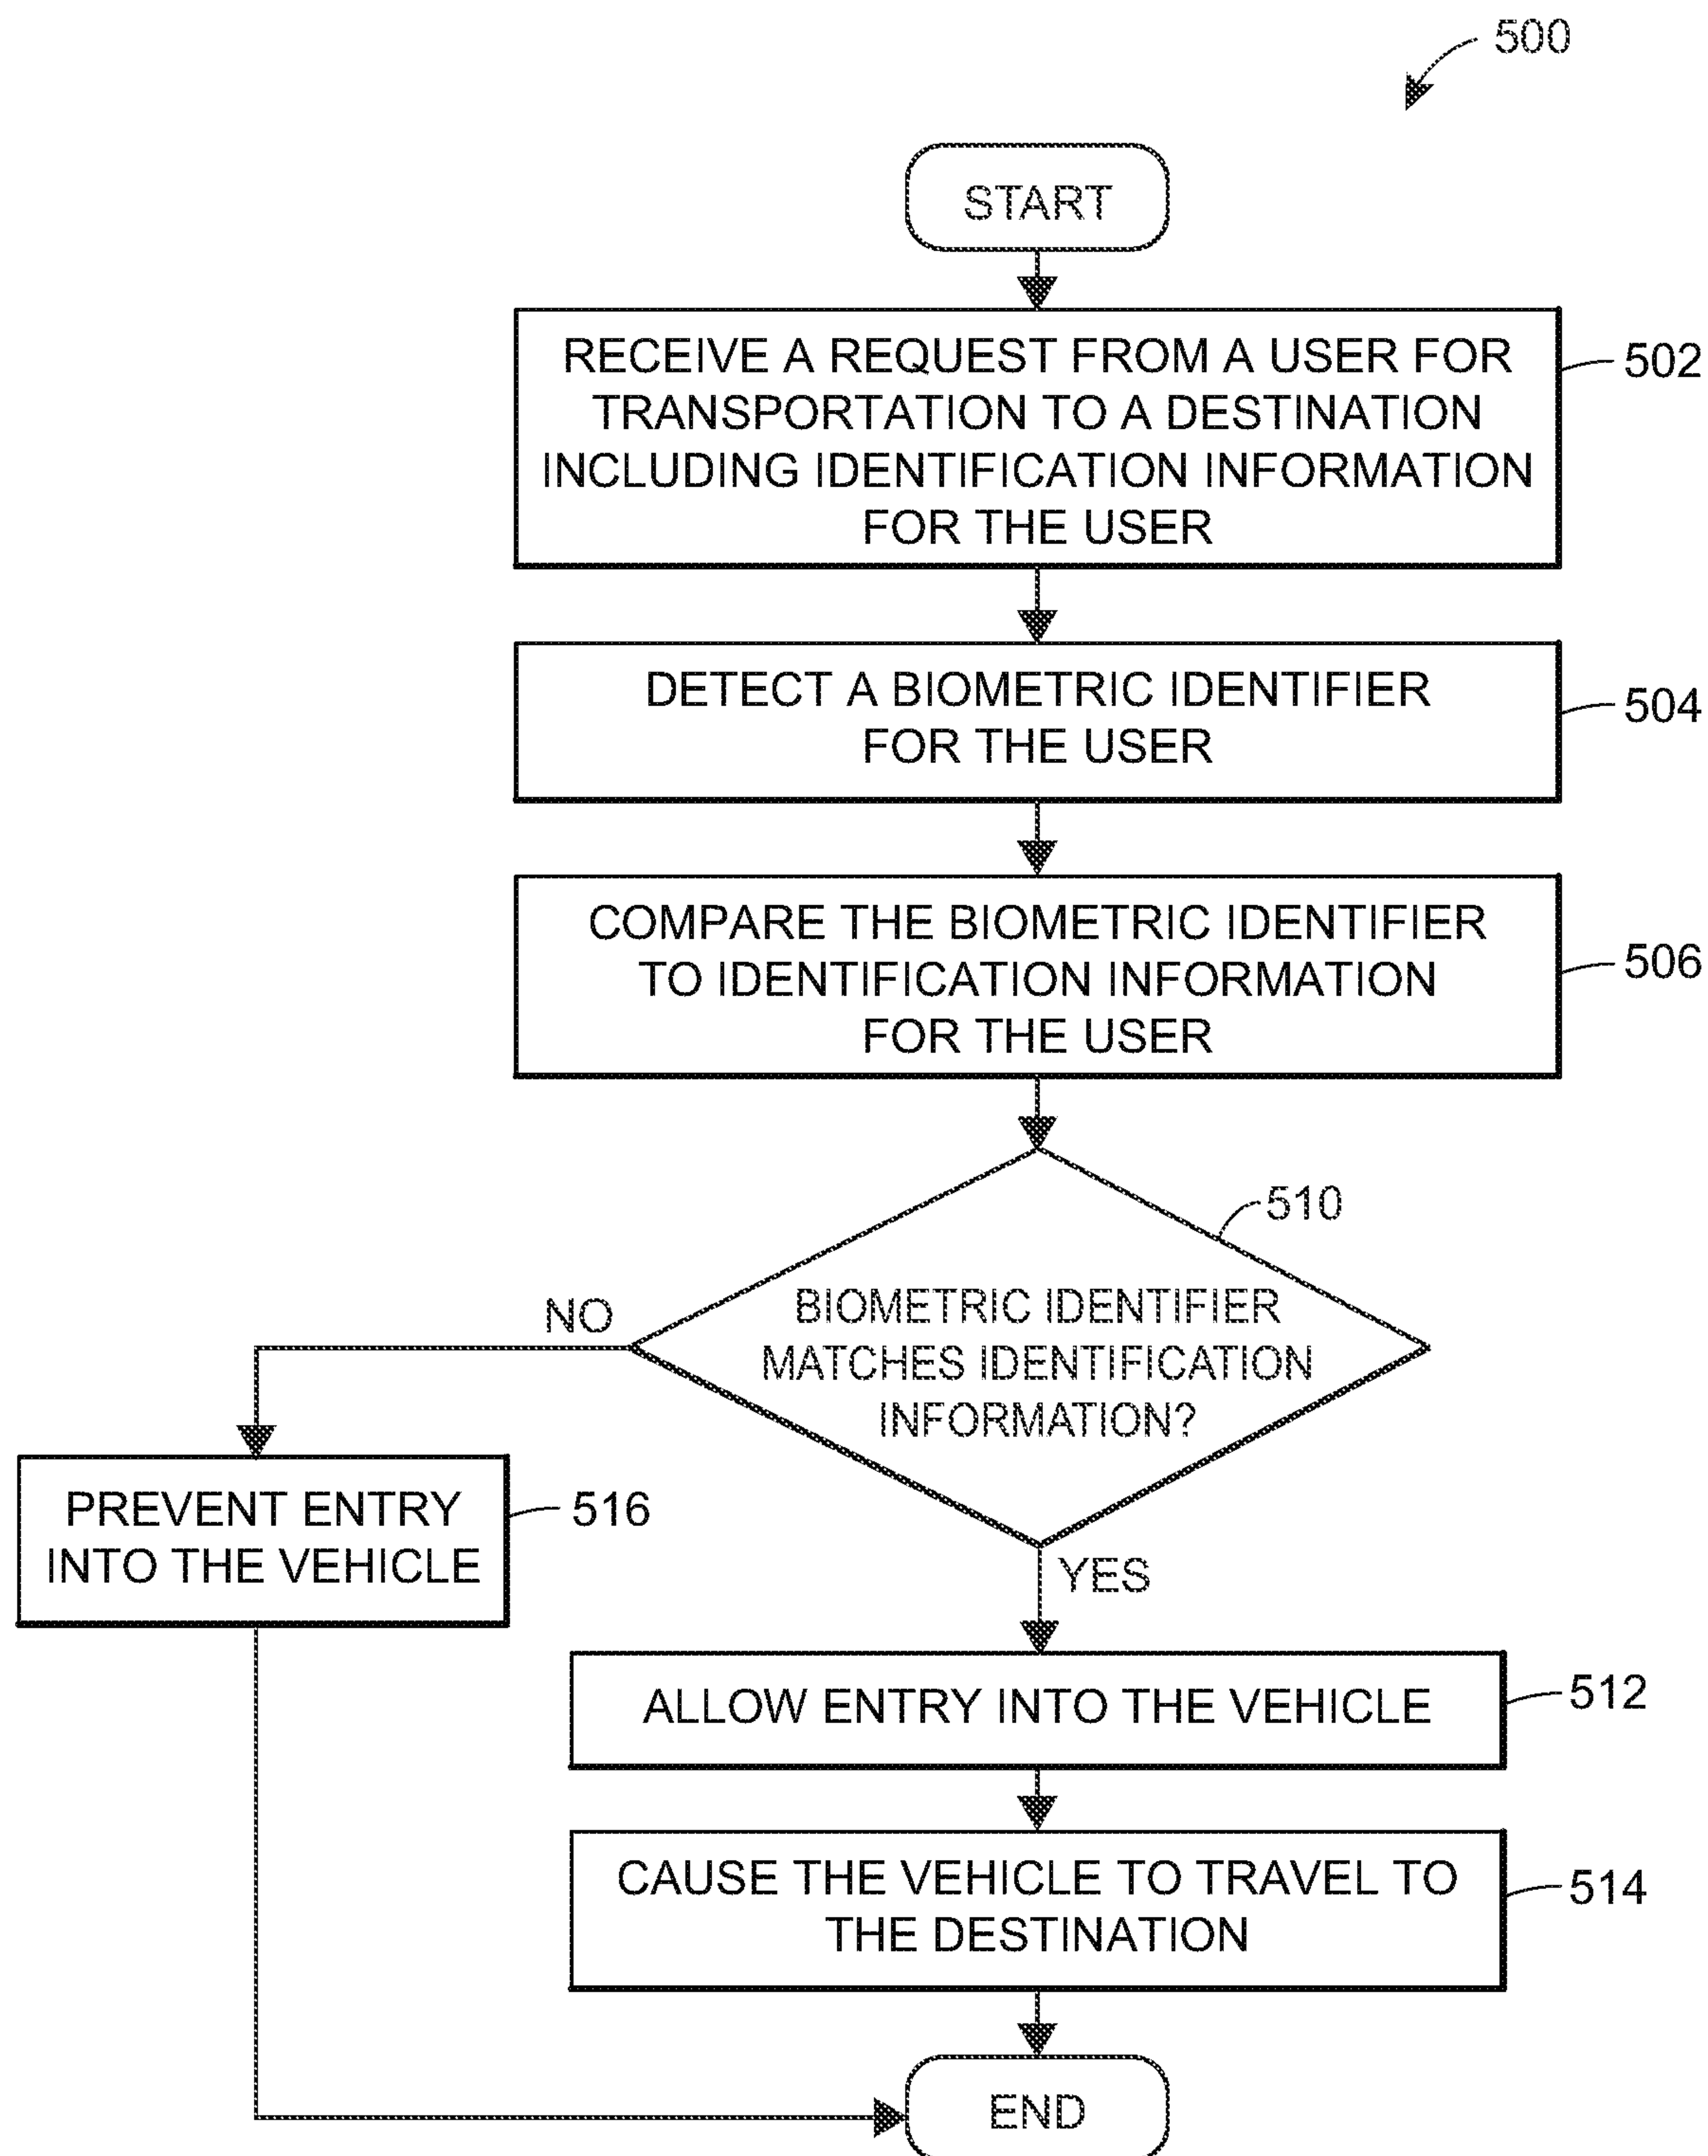 500
START
RECEIVE A REQUEST FROM A USER FOR
TRANSPORTATION TO A DESTINATION
INCLUDING IDENTIFICATION INFORMATION
FOR THE USER
502
DETECT A BIOMETRIC IDENTIFIER
FOR THE USER
504
COMPARE THE BIOMETRIC IDENTIFIER
TO IDENTIFICATION INFORMATION
FOR THE USER
506
510
BIOMETRIC IDENTIFIER
MATCHES IDENTIFICATION
INFORMATION?
NO
PREVENT ENTRY
INTO THE VEHICLE
516
YES
ALLOW ENTRY INTO THE VEHICLE
512
CAUSE THE VEHICLE TO TRAVEL TO
THE DESTINATION
514
END